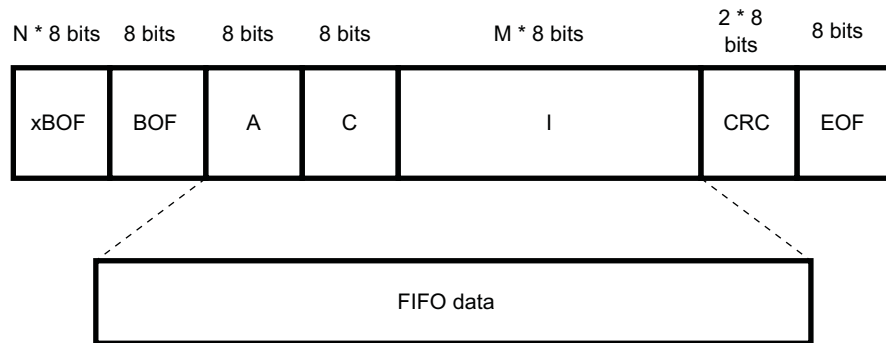 N * 8 bits 8 bits 8 bits 8 bits M * 8 bits 2 * 8 bits 8 bits
xBOF BOF A C I CRC EOF
FIFO data